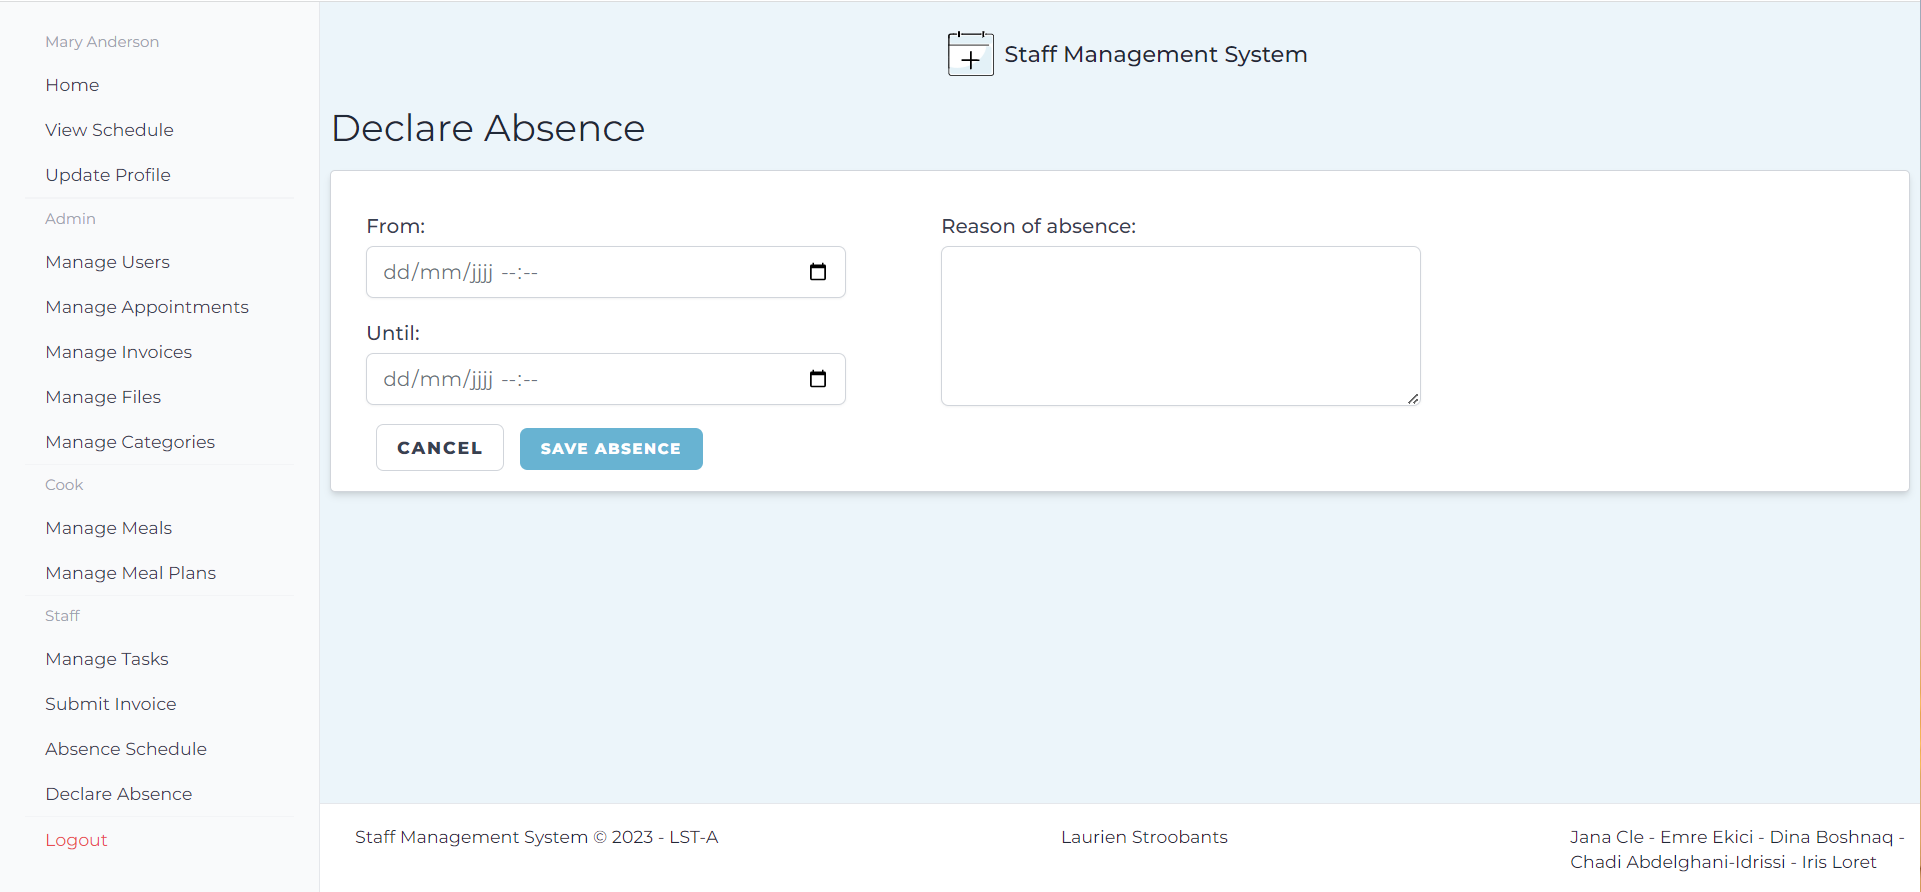 Mary Anderson
Home
View Schedule
Update Profile
Admin
Manage Users
Manage Appointments
Manage Invoices
Manage Files
Manage Categories
Cook
Manage Meals
Manage Meal Plans
Staff
Manage Tasks
Submit Invoice
Absence Schedule
Declare Absence
Logout
Staff Management System
Declare Absence
From:
dd/mm/jjjj --:--
Until:
dd/mm/jjjj --:--
Reason of absence:
CANCEL
SAVE ABSENCE
Staff Management System © 2023 - LST-A
Laurien Stroobants
Jana Cle - Emre Ekici - Dina Boshnaq -
Chadi Abdelghani-Idrissi - Iris Loret